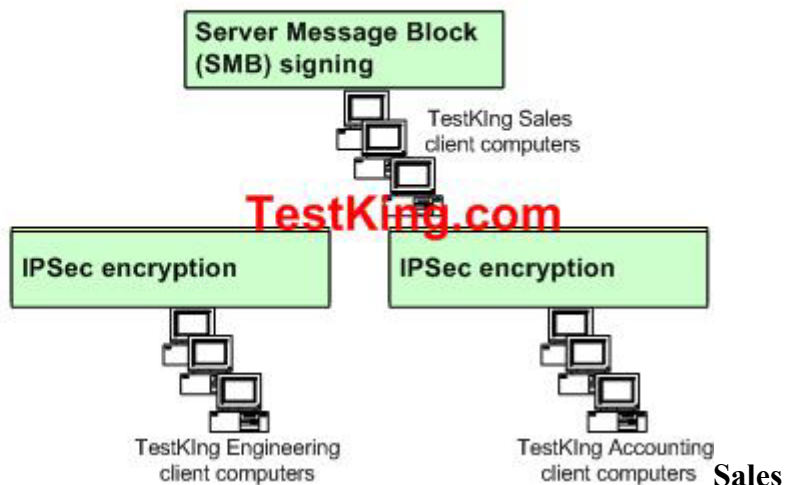 Server Message Block
(SMB) signing
TestKIng Sales
client computers
TestKing.com
IPSec encryption
IPSec encryption
TestKIng Engineering
client computers
TestKIng Accounting
client computers
Sales